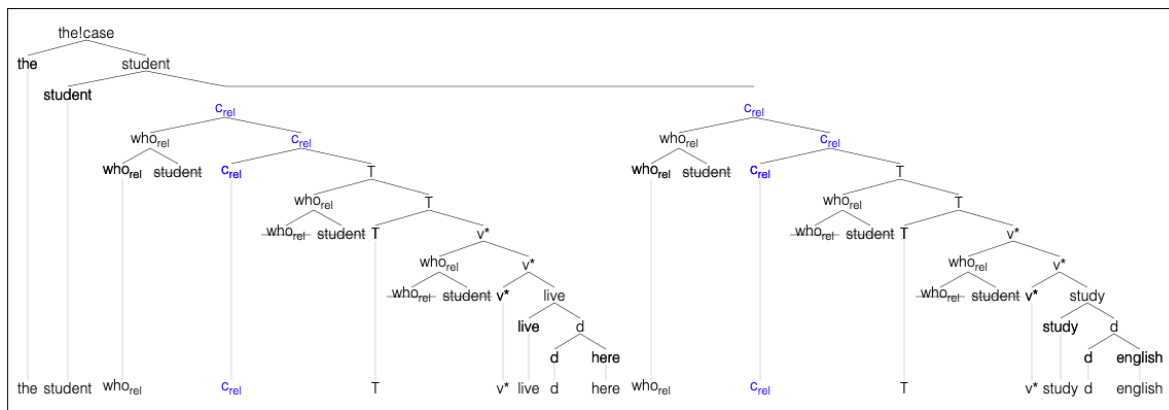 the!case
the student
student
c_rel c_rel
who_rel c_rel who_rel c_rel
who_rel student c_rel T who_rel student c_rel T
who_rel T who_rel T
who_rel student T v* who_rel student T v*
who_rel v* who_rel v*
who_rel student v* live who_rel student v* study
live d study d
d here d english
the student who_rel c_rel T v* live d here who_rel c_rel T v* study d english